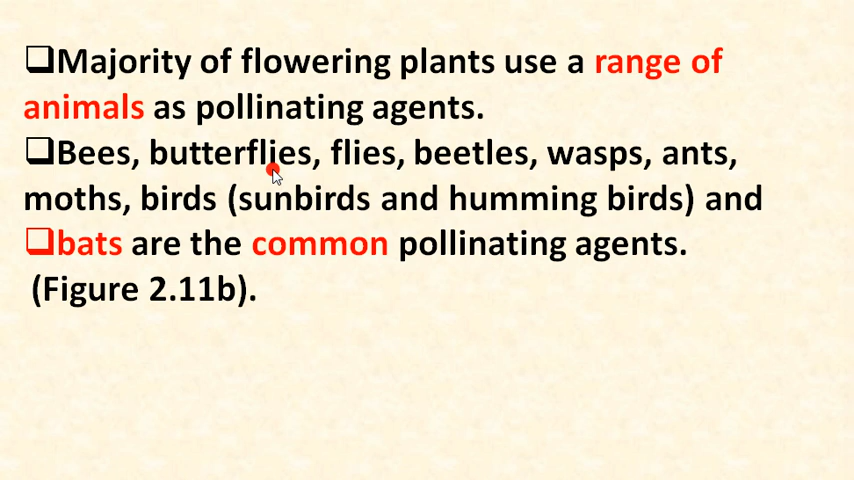 ❑Majority of flowering plants use a range of
animals as pollinating agents.
❑Bees, butterflies, flies, beetles, wasps, ants,
moths, birds (sunbirds and humming birds) and
❑bats are the common pollinating agents.
(Figure 2.11b).